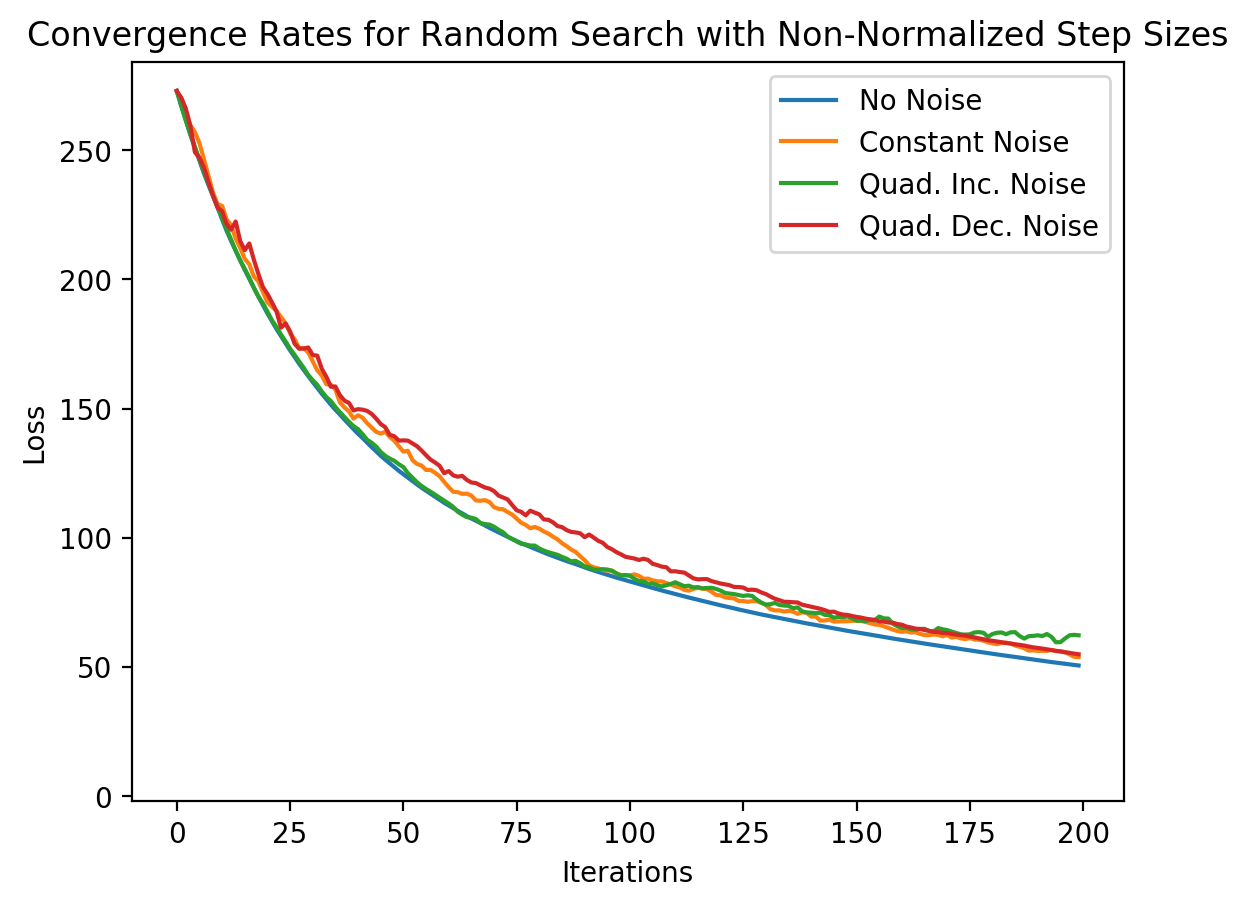 Convergence Rates for Random Search with Non-Normalized Step Sizes
No Noise
Constant Noise
Quad. Inc. Noise
Quad. Dec. Noise
Loss
250
200
150
100
50
0
0 25 50 75 100 125 150 175 200
Iterations